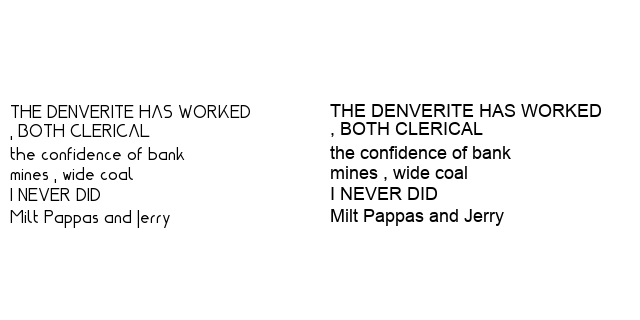 THE DENVERITE HAS WORKED
, BOTH CLERICAL
the confidence of bank
mines , wide coal
I NEVER DID
Milt Pappas and Jerry
THE DENVERITE HAS WORKED
, BOTH CLERICAL
the confidence of bank
mines , wide coal
I NEVER DID
Milt Pappas and Jerry